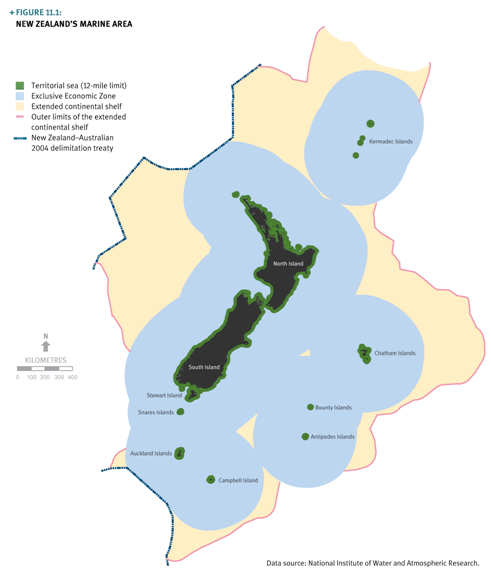 + FIGURE 11.1:
NEW ZEALAND'S MARINE AREA
Territorial sea (12-mile limit)
Exclusive Economic Zone
Extended continental shelf
Outer limits of the extended
continental shelf
New Zealand–Australian
2004 delimitation treaty
Kermadec Islands
North Island
N
KILOMETRES
0 100 200 300 400
Chatham Islands
South Island
Stewart Island
Snares Islands
Bounty Islands
Antipodes Islands
Auckland Islands
Campbell Island
Data source: National Institute of Water and Atmospheric Research.